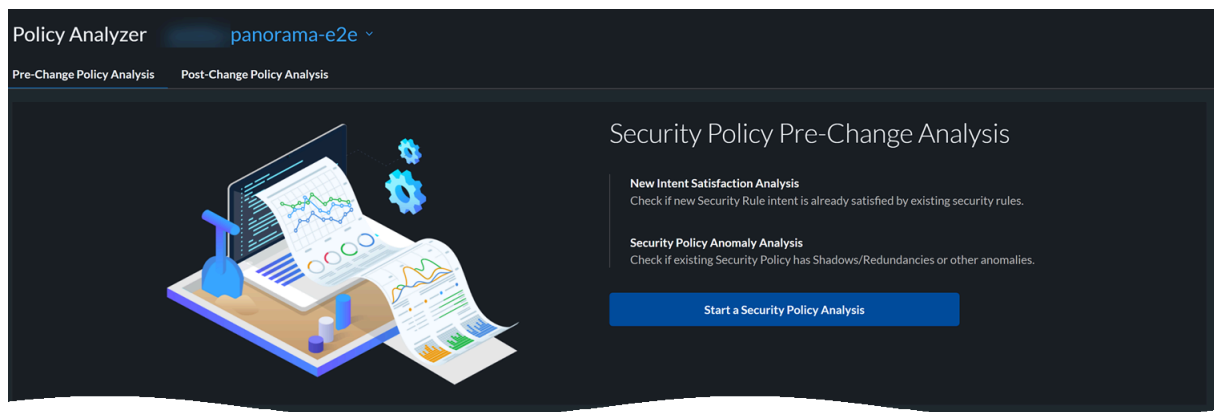 Policy Analyzer panorama-e2e
Pre-Change Policy Analysis Post-Change Policy Analysis
Security Policy Pre-Change Analysis
New Intent Satisfaction Analysis
Check if new Security Rule intent is already satisfied by existing security rules.
Security Policy Anomaly Analysis
Check if existing Security Policy has Shadows/Redundancies or other anomalies.
Start a Security Policy Analysis